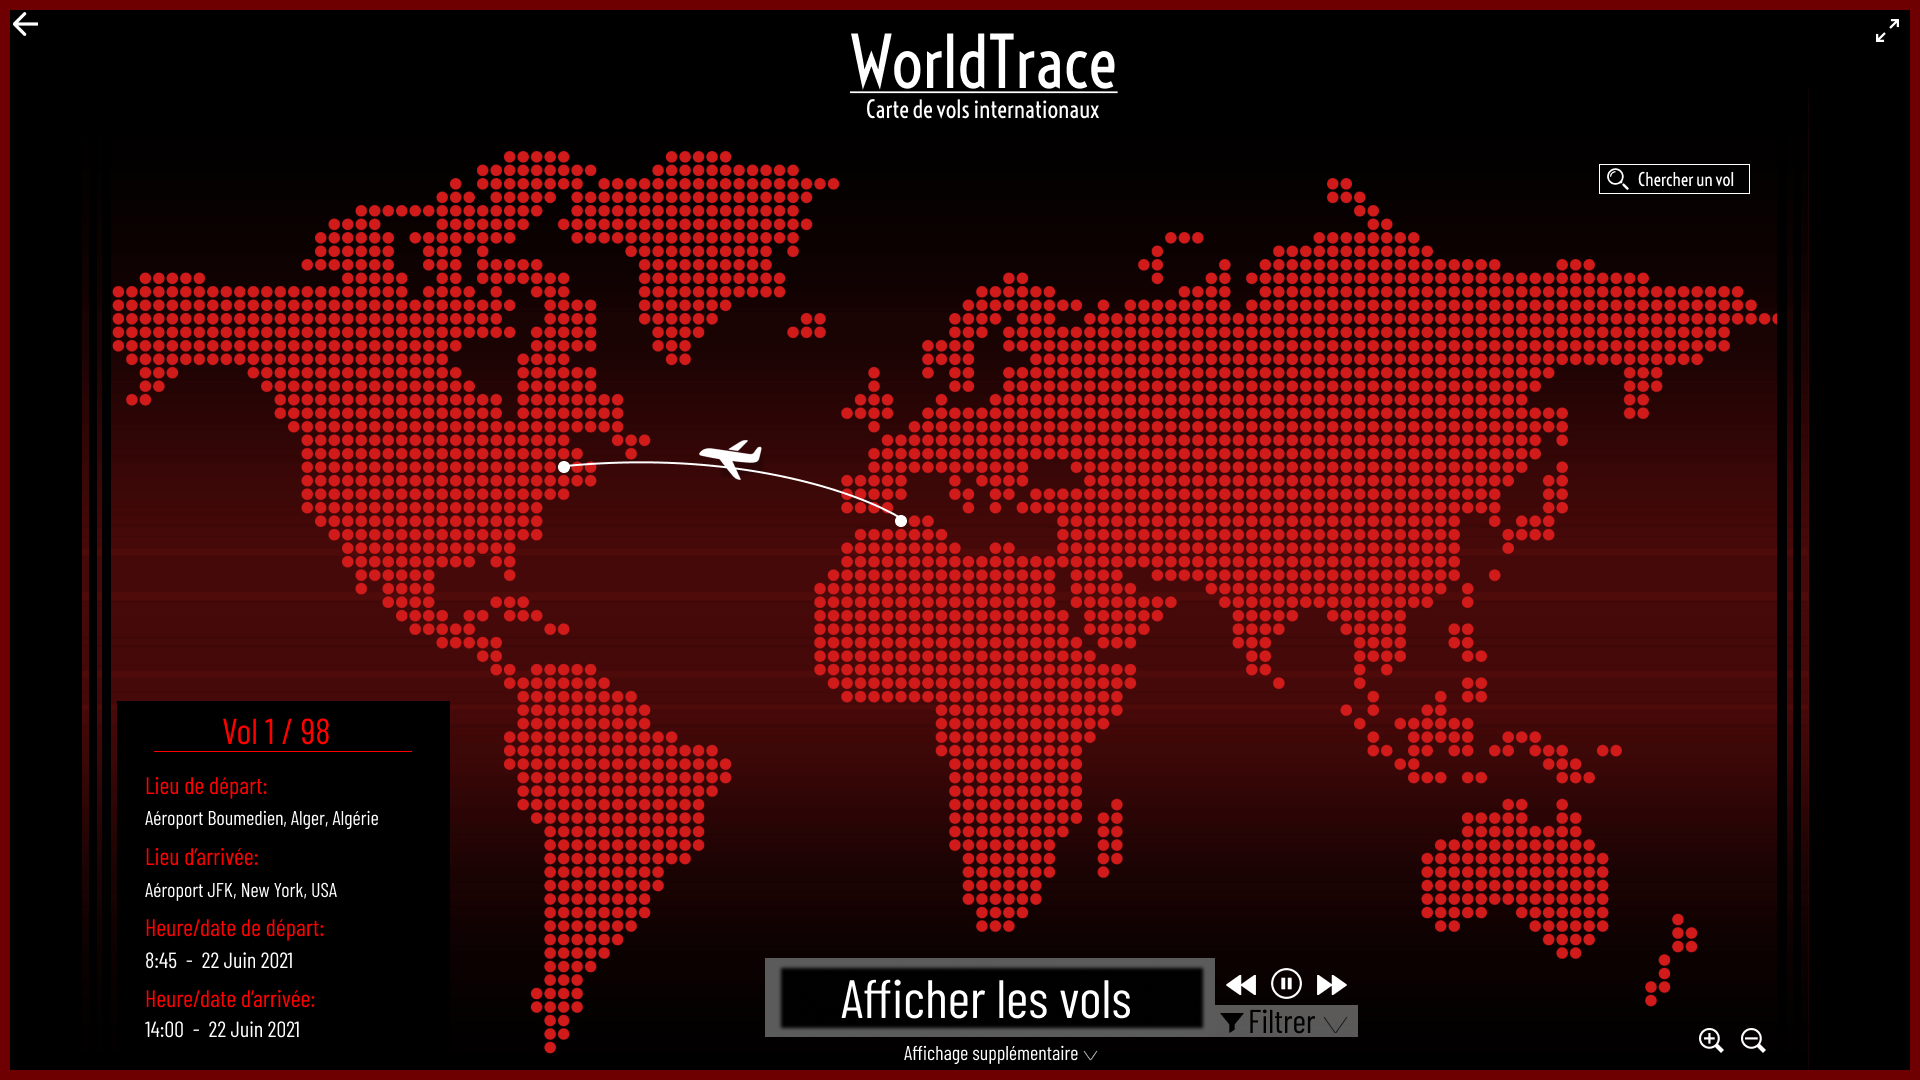 WorldTrace
Carte de vols internationaux
Chercher un vol
Vol 1 / 98
Lieu de départ:
Aéroport Boumedien, Alger, Algérie
Lieu d'arrivée:
Aéroport JFK, New York, USA
Heure/date de départ:
8:45 - 22 Juin 2021
Heure/date d'arrivée:
14:00 - 22 Juin 2021
Afficher les vols
Filtrer
Affichage supplémentaire